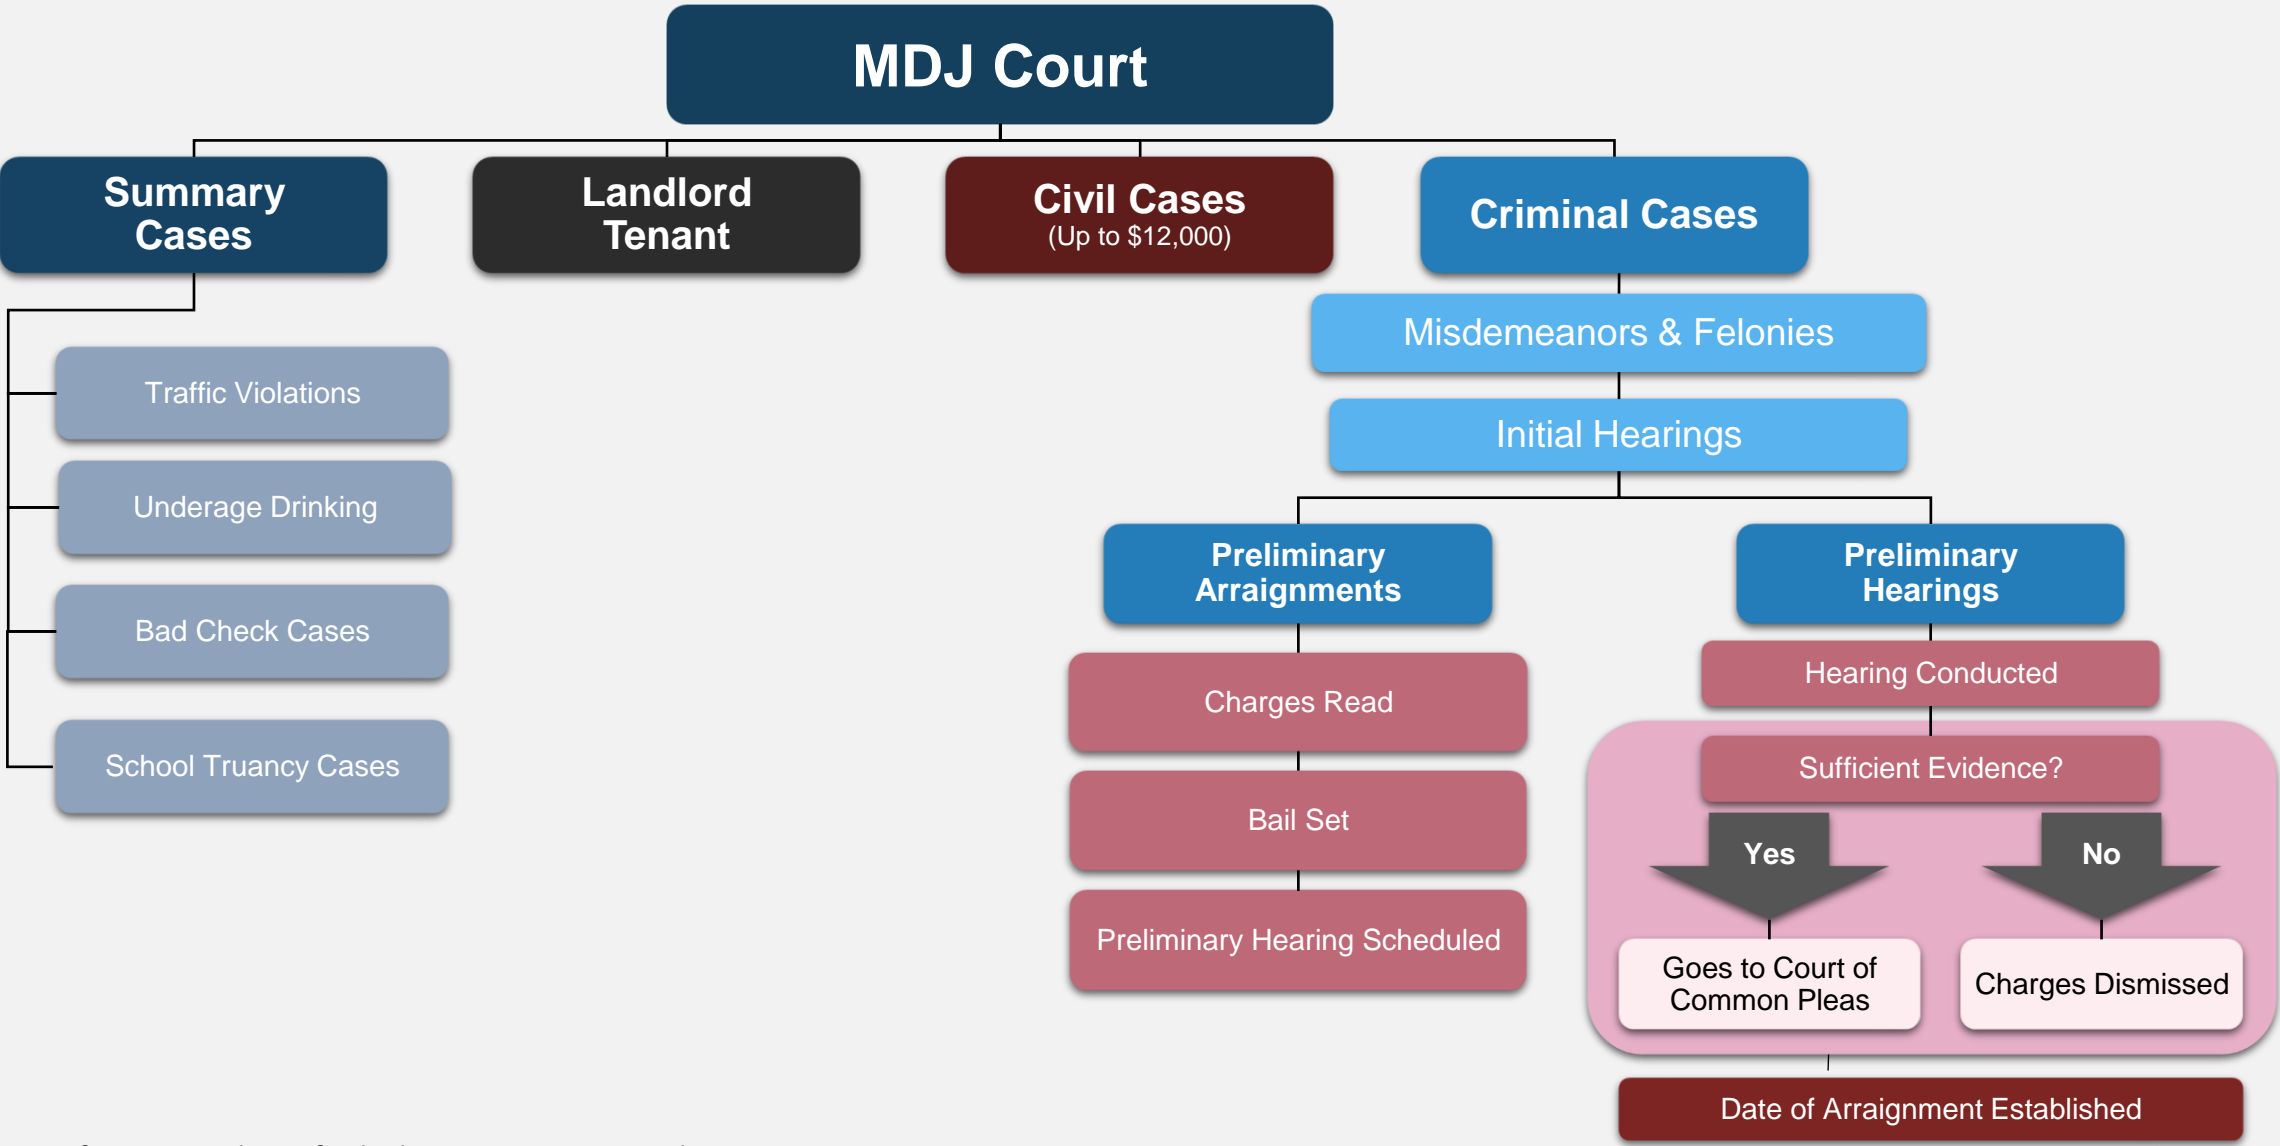 MDJ Court
Summary
Cases
Landlord
Tenant
Civil Cases
(Up to $12,000)
Criminal Cases
Traffic Violations
Underage Drinking
Bad Check Cases
School Truancy Cases
Misdemeanors & Felonies
Initial Hearings
Preliminary
Arraignments
Charges Read
Bail Set
Preliminary Hearing Scheduled
Preliminary
Hearings
Hearing Conducted
Sufficient Evidence?
Yes
No
Goes to Court of
Common Pleas
Charges Dismissed
Date of Arraignment Established